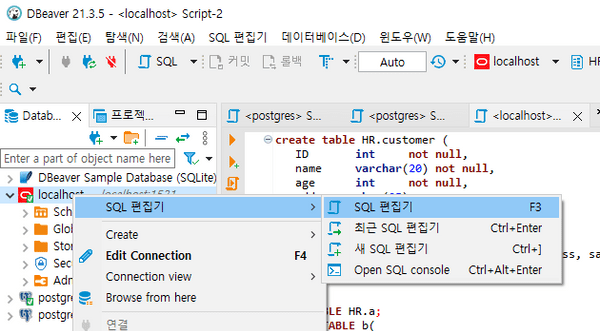 DBeaver 21.3.5 - <localhost> Script-2
파일(F) 편집(E) 탐색(N) 검색(A) SQL 편집기 데이터베이스(D) 윈도우(W) 도움말(H)
SQL 커밋 롤백 Auto localhost HR
Datab... 프로젝... <postgres> S... <postgres> S... <localhost>...
Enter a part of object name here
DBeaver Sample Database (SQLite)
localhost - localhost:1521
Sch
Glob
Stor
Sec
Adm
postgre
postgre
create table HR.customer (
ID int not null,
name varchar(20) not null,
age int not null,
ss, sa
BLE HR.a;
TABLE b(
SQL 편집기
Create
Edit Connection F4
Connection view
Browse from here
연결
SQL 편집기 F3
최근 SQL 편집기 Ctrl+Enter
새 SQL 편집기 Ctrl+]
Open SQL console Ctrl+Alt+Enter